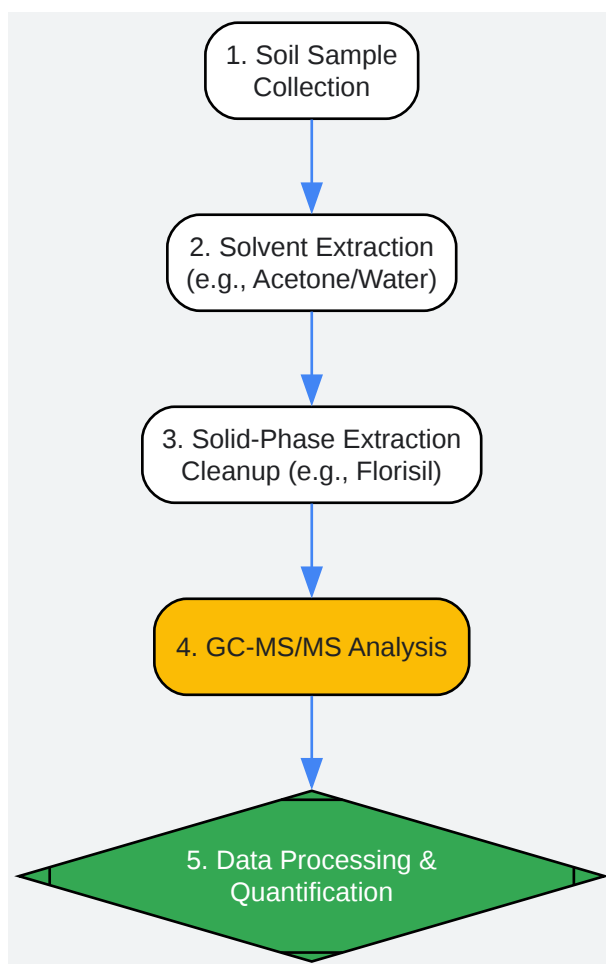 1. Soil Sample
Collection
2. Solvent Extraction
(e.g., Acetone/Water)
3. Solid-Phase Extraction
Cleanup (e.g., Florisil)
4. GC-MS/MS Analysis
5. Data Processing &
Quantification